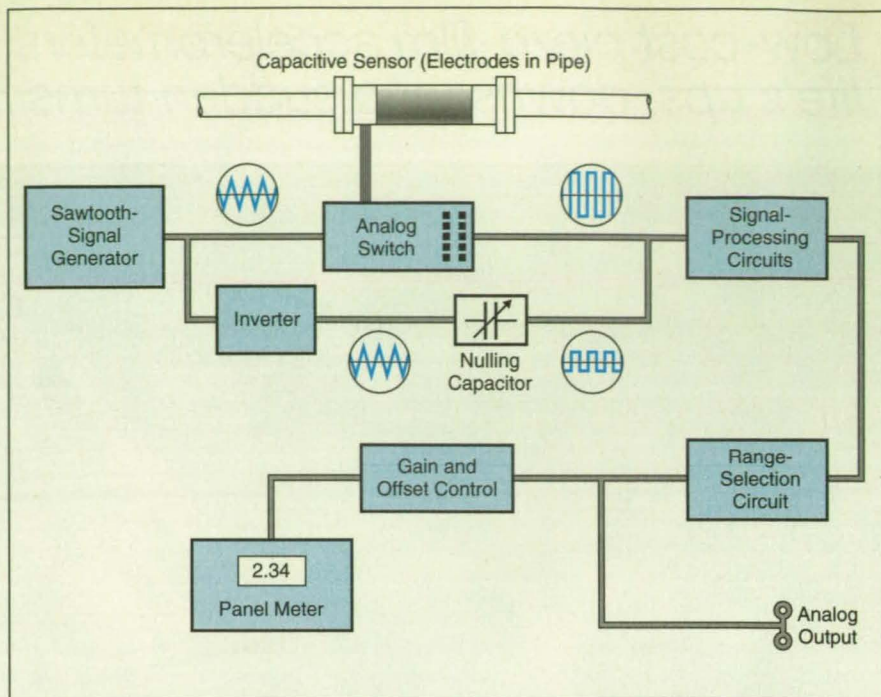 Capacitive Sensor (Electrodes in Pipe)
Sawtooth-
Signal
Generator
Analog
Switch
Signal-
Processing
Circuits
Inverter
Nulling
Capacitor
Gain and
Offset Control
Range-
Selection
Circuit
2.34
Panel Meter
Analog
Output